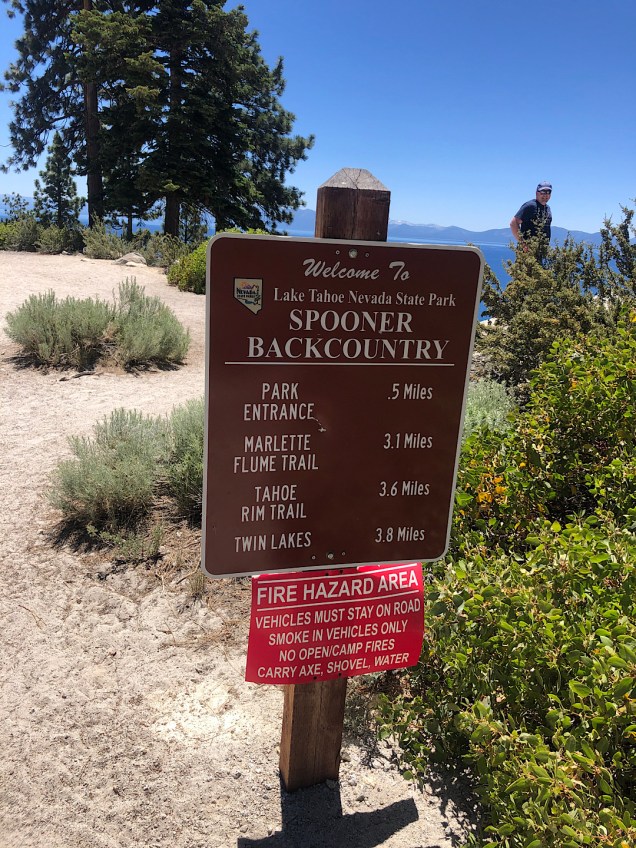 Welcome To
NEVADA
Lake Tahoe Nevada State Park
SPOONER
BACKCOUNTRY
PARK
ENTRANCE .5 Miles
MARLETTE
FLUME TRAIL 3.1 Miles
TAHOE
RIM TRAIL 3.6 Miles
TWIN LAKES 3.8 Miles
FIRE HAZARD AREA
VEHICLES MUST STAY ON ROAD
SMOKE IN VEHICLES ONLY
NO OPEN/CAMP FIRES
CARRY AXE, SHOVEL, WATER